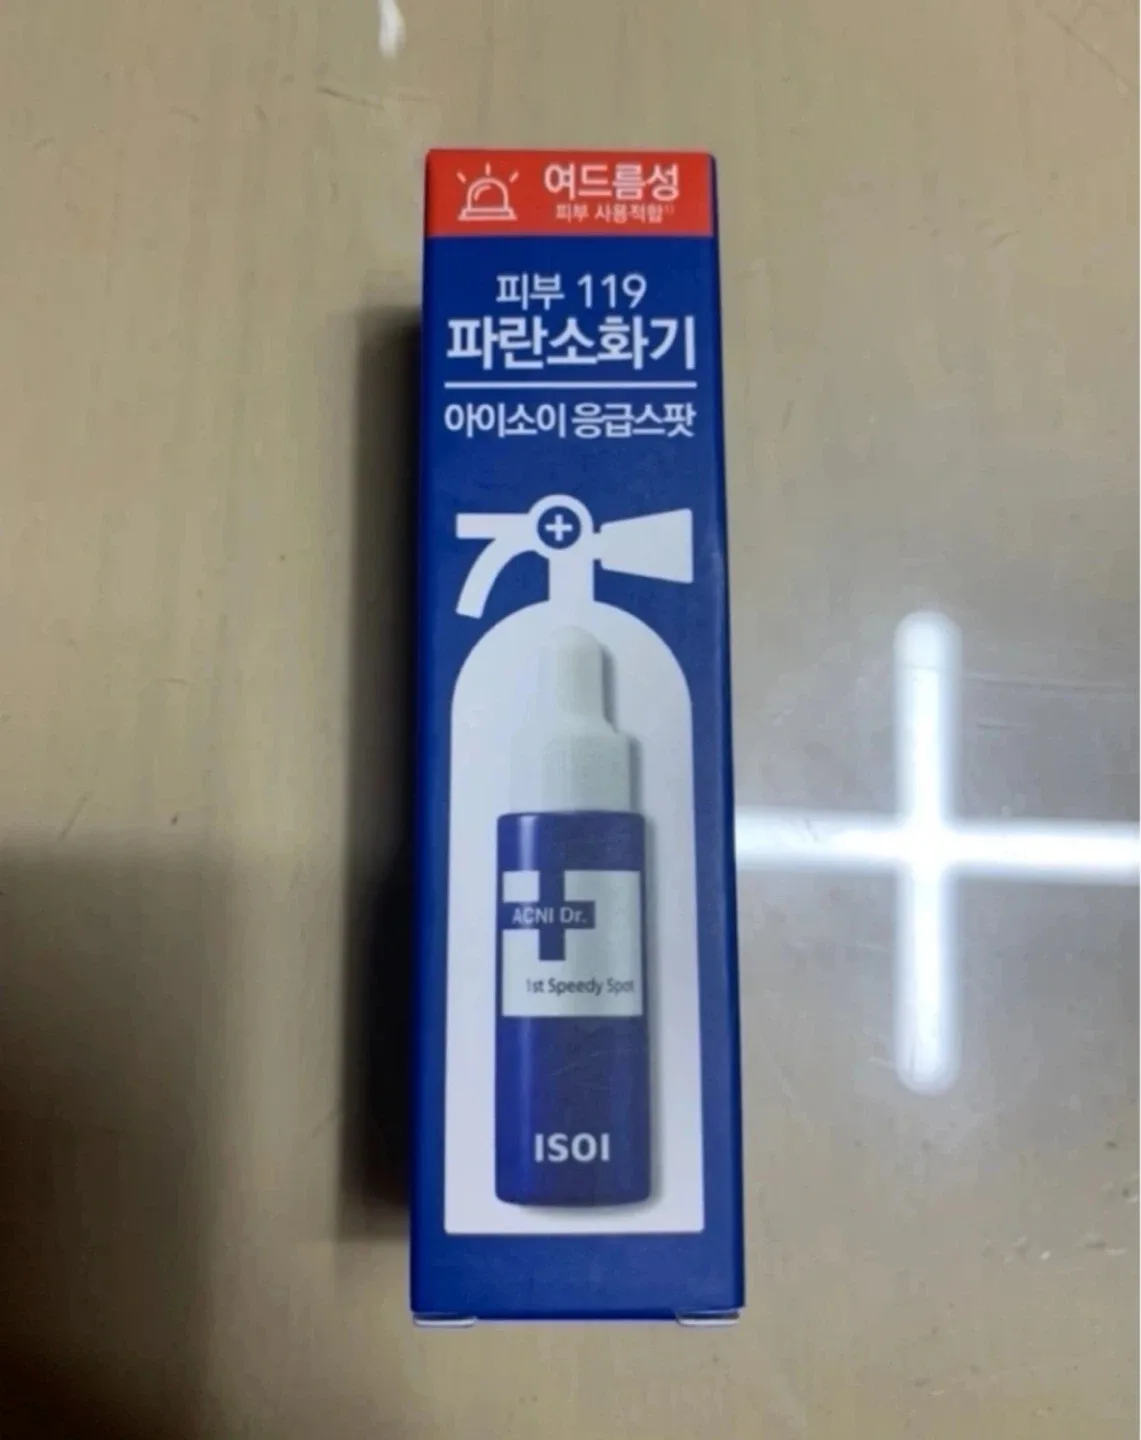 여드름성
피부 사용적합¹⁾
피부 119
파란소화기
아이소이 응급스팟
ACNI Dr.
1st Speedy Spot
ISOI